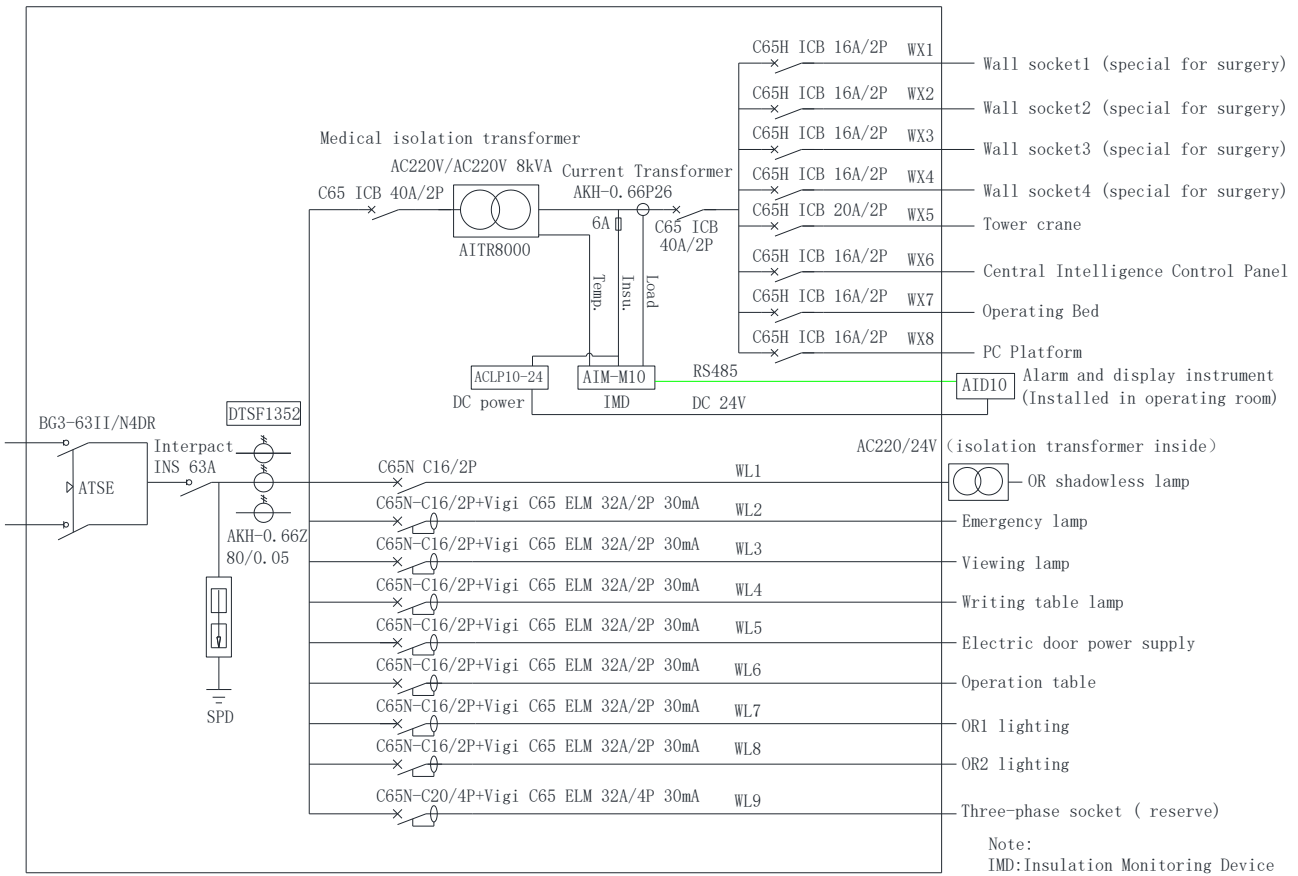 C65H ICB 16A/2P WX1
Wall socket1 (special for surgery)
C65H ICB 16A/2P WX2
Wall socket2 (special for surgery)
C65H ICB 16A/2P WX3
Wall socket3 (special for surgery)
C65H ICB 16A/2P WX4
Wall socket4 (special for surgery)
C65H ICB 20A/2P WX5
Tower crane
C65H ICB 16A/2P WX6
Central Intelligence Control Panel
C65H ICB 16A/2P WX7
Operating Bed
C65H ICB 16A/2P WX8
PC Platform
Medical isolation transformer
AC220V/AC220V 8kVA
C65 ICB 40A/2P
AITR8000
Current Transformer
AKH-0.66P26
6A
C65 ICB
40A/2P
Temp.
Insu.
Load
ACLP10-24
DC power
AIM-M10
IMD
RS485
DC 24V
AID10
Alarm and display instrument
(Installed in operating room)
BG3-63II/N4DR
ATSE
Interpact
INS 63A
DTSF1352
AKH-0.66Z
80/0.05
SPD
AC220/24V (isolation transformer inside)
C65N C16/2P WL1
OR shadowless lamp
C65N-C16/2P+Vigi C65 ELM 32A/2P 30mA WL2
Emergency lamp
C65N-C16/2P+Vigi C65 ELM 32A/2P 30mA WL3
Viewing lamp
C65N-C16/2P+Vigi C65 ELM 32A/2P 30mA WL4
Writing table lamp
C65N-C16/2P+Vigi C65 ELM 32A/2P 30mA WL5
Electric door power supply
C65N-C16/2P+Vigi C65 ELM 32A/2P 30mA WL6
Operation table
C65N-C16/2P+Vigi C65 ELM 32A/2P 30mA WL7
OR1 lighting
C65N-C16/2P+Vigi C65 ELM 32A/2P 30mA WL8
OR2 lighting
C65N-C20/4P+Vigi C65 ELM 32A/4P 30mA WL9
Three-phase socket ( reserve)
Note:
IMD:Insulation Monitoring Device